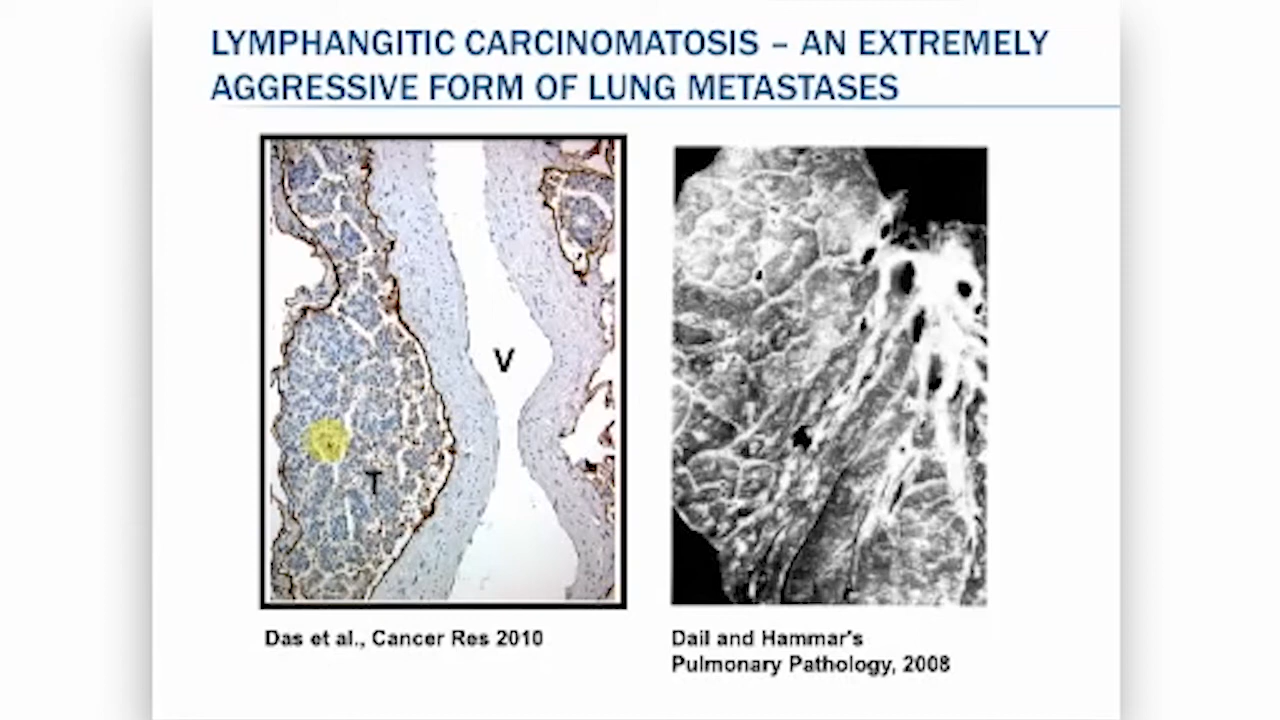 LYMPHANGITIC CARCINOMATOSIS – AN EXTREMELY
AGGRESSIVE FORM OF LUNG METASTASES
V
T
Das et al., Cancer Res 2010
Dail and Hammar's
Pulmonary Pathology, 2008